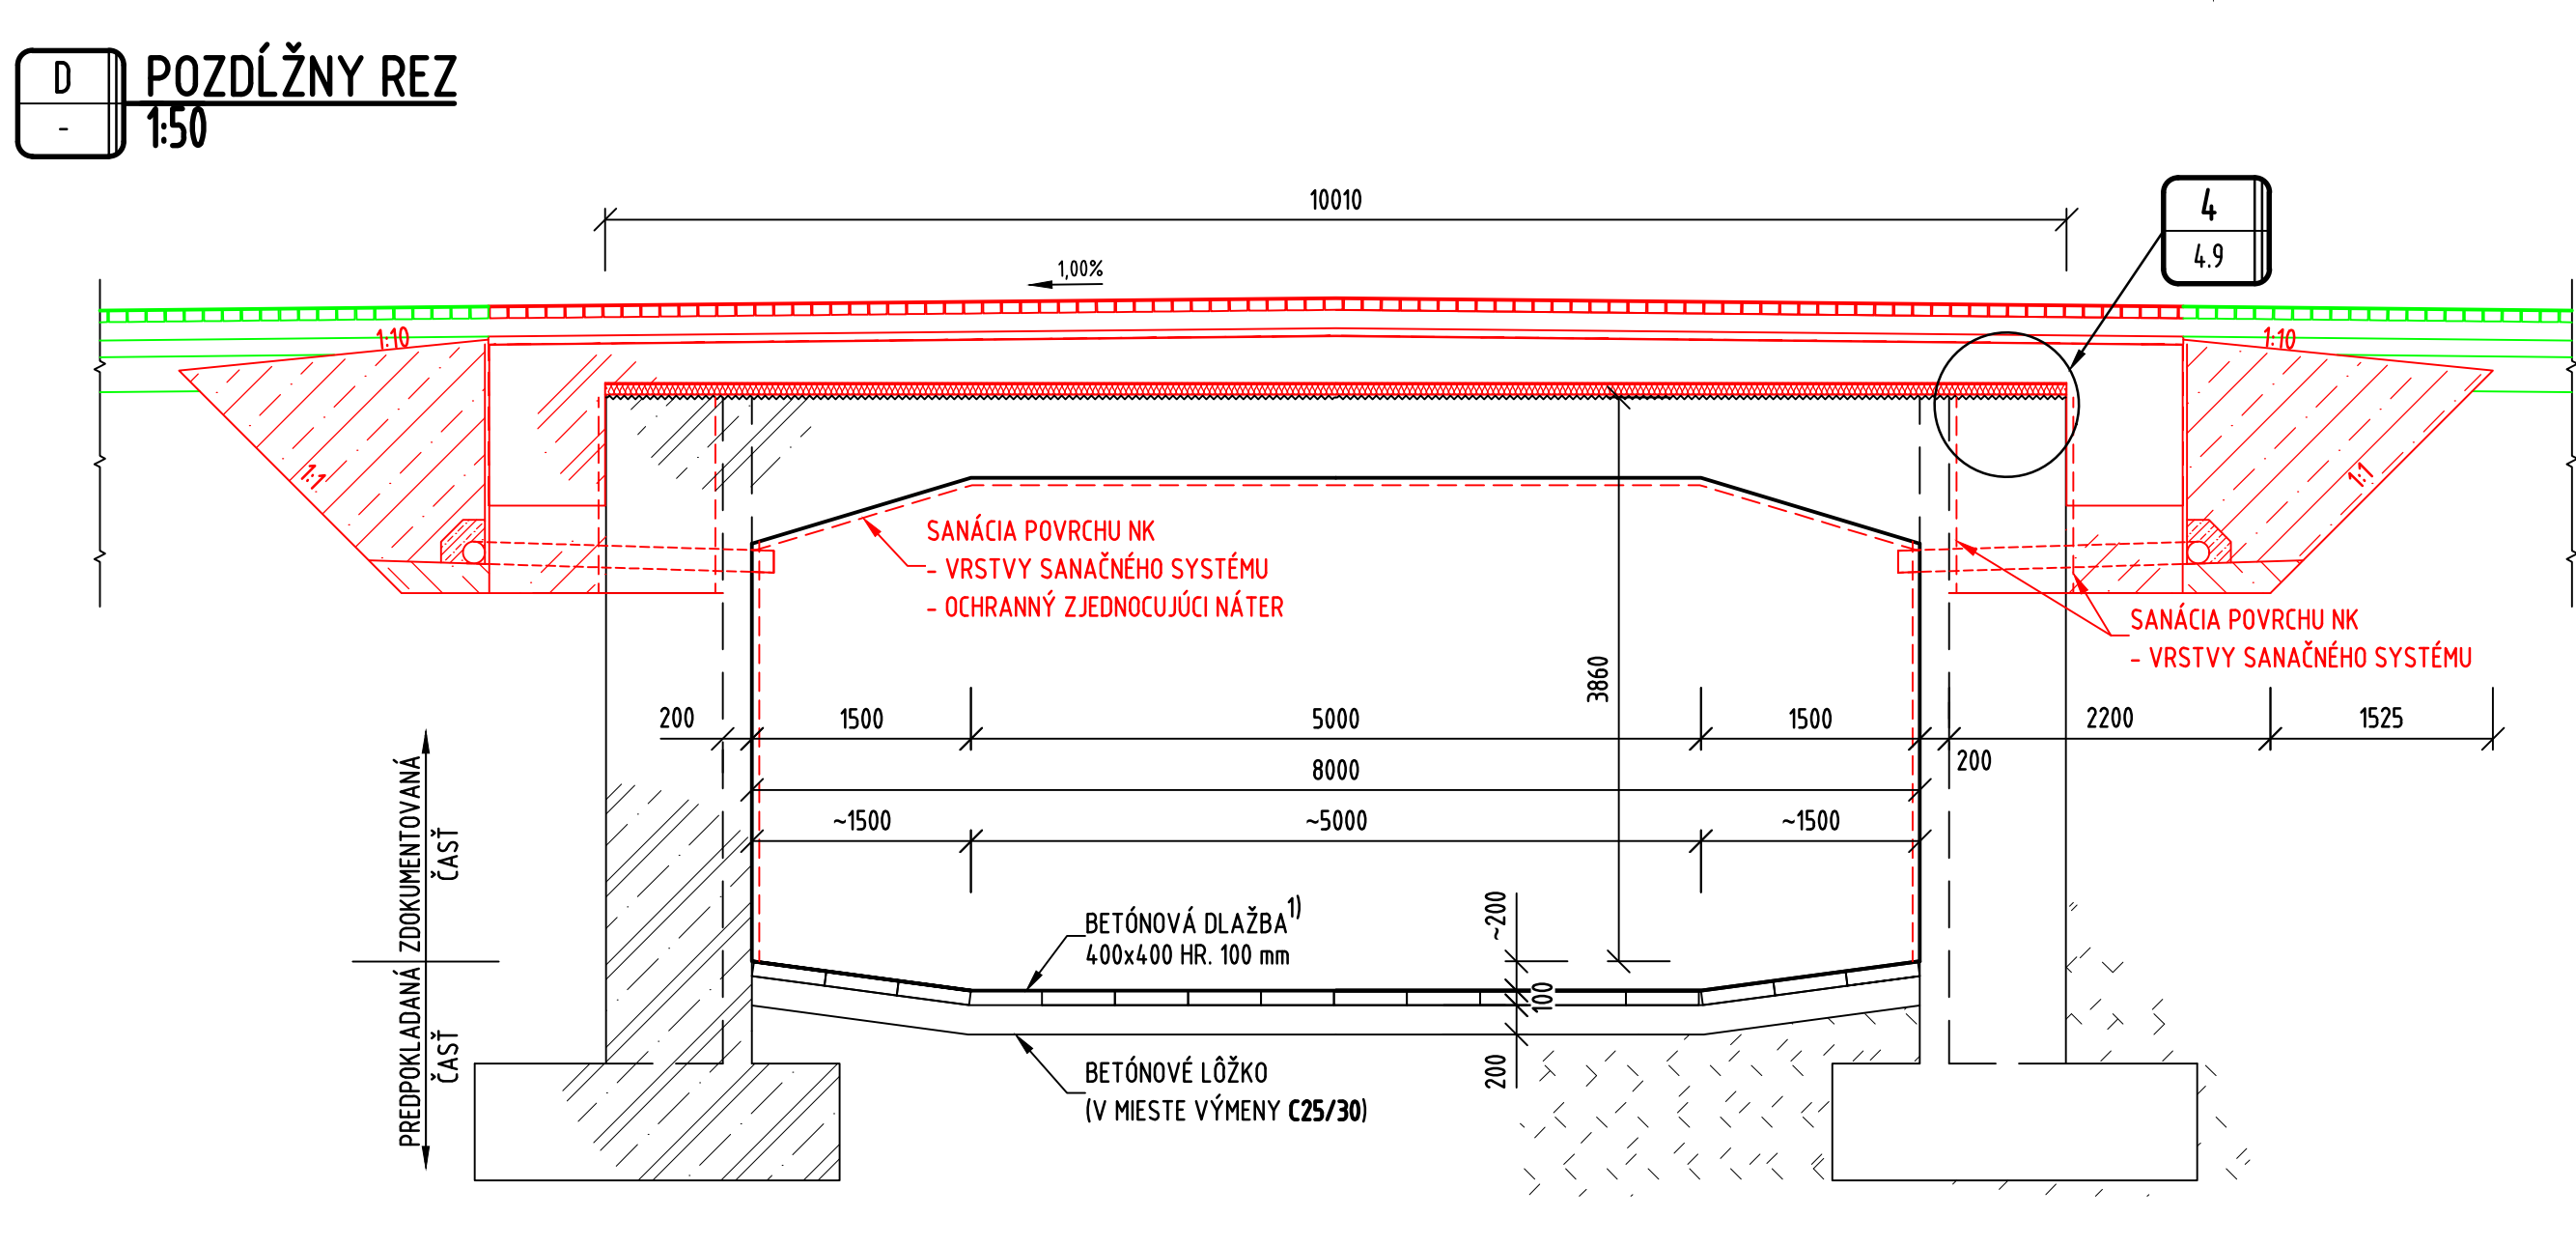 D
-
POZDĹŽNY REZ
1:50
10010
4
4.9
1,00%
1:10
1:10
1:1
1:1
SANÁCIA POVRCHU NK
- VRSTVY SANAČNÉHO SYSTÉMU
- OCHRANNÝ ZJEDNOCUJÚCI NÁTER
SANÁCIA POVRCHU NK
- VRSTVY SANAČNÉHO SYSTÉMU
3860
200
1500
5000
1500
2200
1525
200
8000
~1500
~5000
~1500
ZDOKUMENTOVANÁ
ČASŤ
PREDPOKLADANÁ
ČASŤ
BETÓNOVÁ DLAŽBA1)
400x400 HR. 100 mm
~200
100
200
BETÓNOVÉ LÔŽKO
(V MIESTE VÝMENY C25/30)